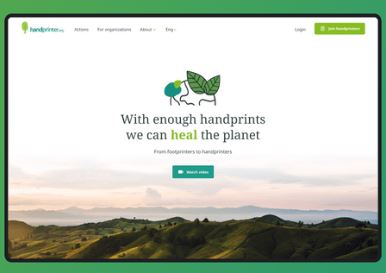 handprinter.org
Actions
For organizations
About
Eng
Login
Join handprinters
With enough handprints
we can heal the planet
From footprinters to handprinters
Watch video